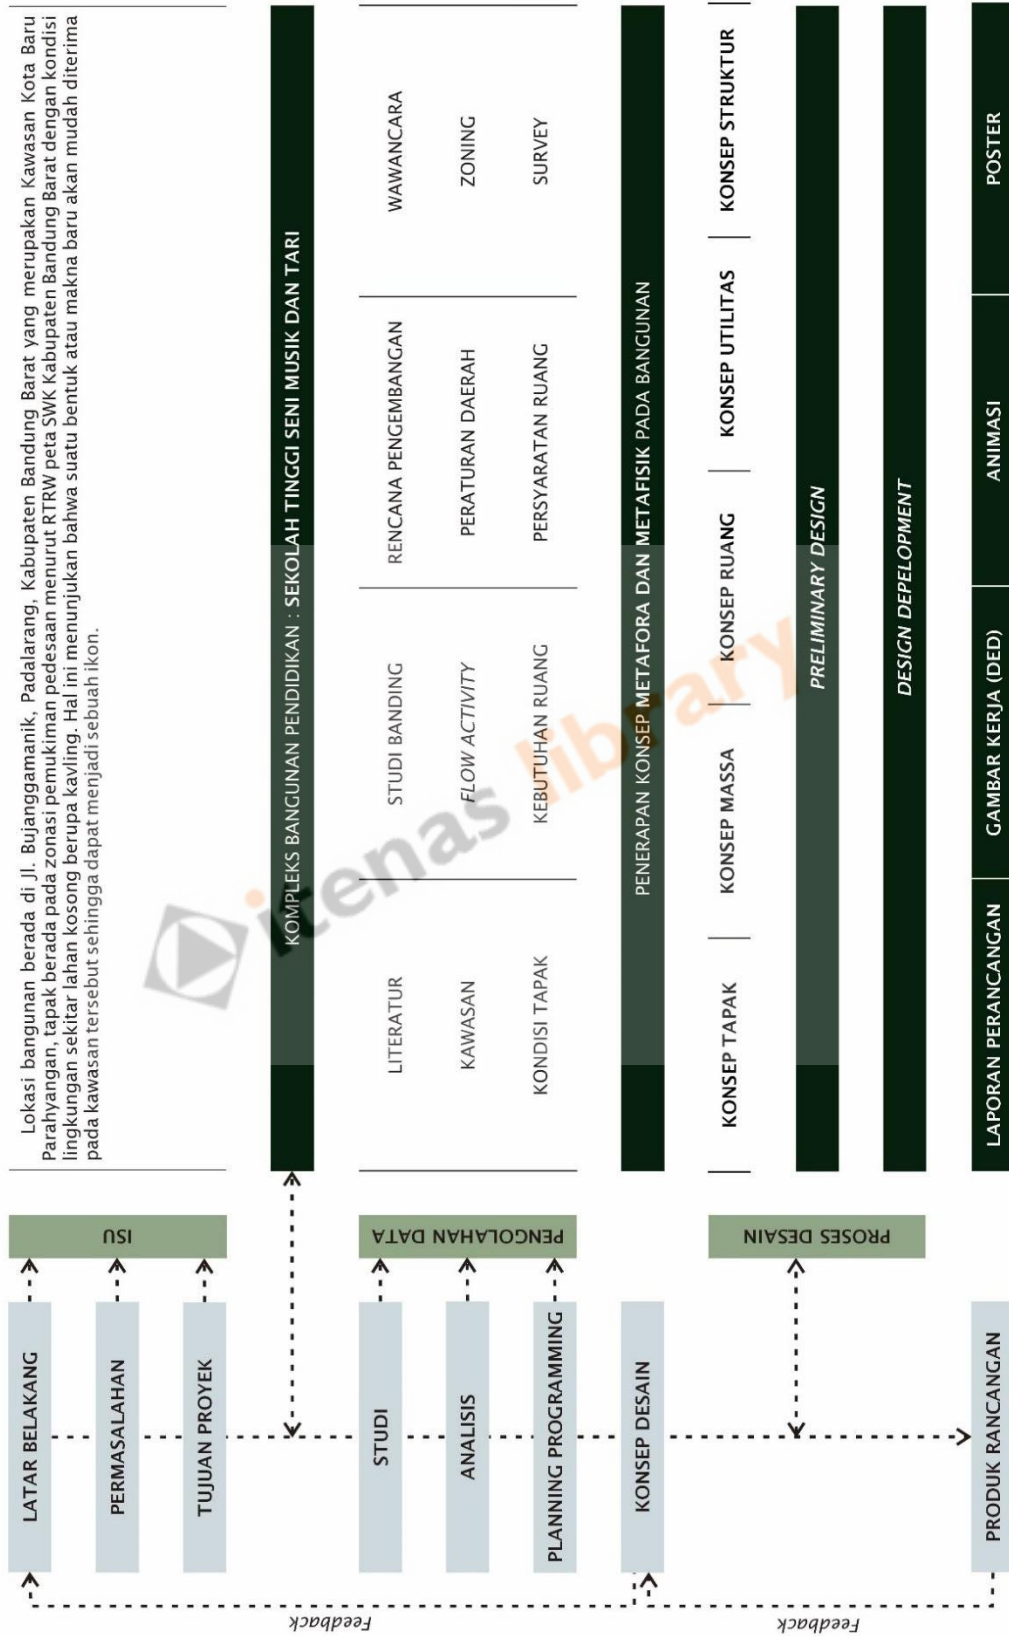 Lokasi bangunan berada di Jl. Bujanggamanik, Padalarang, Kabupaten Bandung Barat yang merupakan Kawasan Kota Baru
Parahyangan, tapak berada pada zonasi pemukiman pedesaan menurut RTRW peta SWK Kabupaten Bandung Barat dengan kondisi
lingkungan sekitar lahan kosong berupa kavling. Hal ini menunjukan bahwa suatu bentuk atau makna baru akan mudah diterima
pada kawasan tersebut sehingga dapat menjadi sebuah ikon.
LATAR BELAKANG
PERMASALAHAN
TUJUAN PROYEK
ISU
KOMPLEKS BANGUNAN PENDIDIKAN : SEKOLAH TINGGI SENI MUSIK DAN TARI
STUDI
ANALISIS
PLANNING PROGRAMMING
PENGOLAHAN DATA
LITERATUR
STUDI BANDING
RENCANA PENGEMBANGAN
WAWANCARA
KAWASAN
FLOW ACTIVITY
PERATURAN DAERAH
ZONING
KONDISI TAPAK
KEBUTUHAN RUANG
PERSYARATAN RUANG
SURVEY
KONSEP DESAIN
PENERAPAN KONSEP METAFORA DAN METAFISIK PADA BANGUNAN
PROSES DESAIN
KONSEP TAPAK
KONSEP MASSA
KONSEP RUANG
KONSEP UTILITAS
KONSEP STRUKTUR
PRELIMINARY DESIGN
DESIGN DEPELOPMENT
PRODUK RANCANGAN
LAPORAN PERANCANGAN
GAMBAR KERJA (DED)
ANIMASI
POSTER
Feedback
Feedback
itenas library